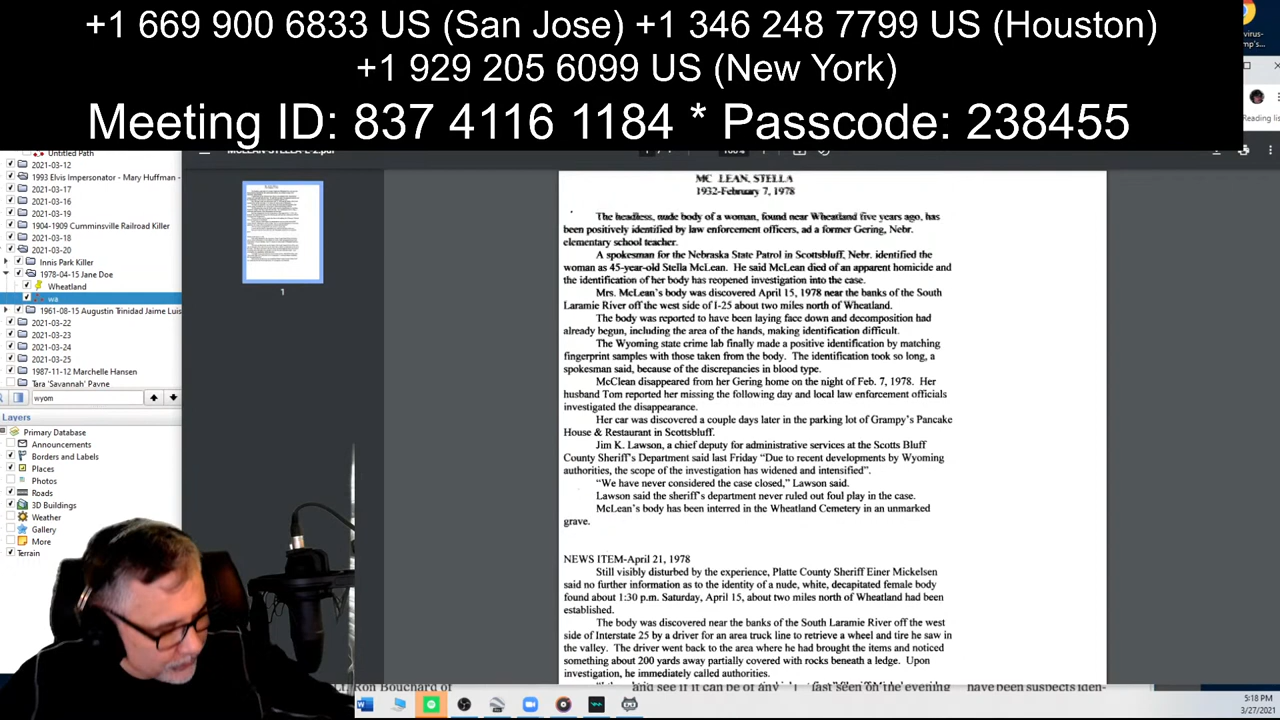 +1 669 900 6833 US (San Jose) +1 346 248 7799 US (Houston)
+1 929 205 6099 US (New York)
Meeting ID: 837 4116 1184 * Passcode: 238455
Reading
Untitled Path
2021-03-12
1993 Elvis Impersonator - Mary Huffman -
2021-03-17
2021-03-16
2021-03-19
1904-1909 Cumminsville Railroad Killer
2021-03-18
2021-03-20
Innis Park Killer
1978-04-15 Jane Doe
Wheatland
wa
1961-08-15 Augustin Trinidad Jaime Luis
2021-03-22
2021-03-23
2021-03-24
2021-03-25
1987-11-12 Marchelle Hansen
Tara 'Savannah' Payne
wyom
Layers
Primary Database
Announcements
Borders and Labels
Places
Photos
Roads
3D Buildings
Weather
Gallery
More
Terrain
1
MC LEAN, STELLA
1932-February 7, 1978
The headless, nude body of a woman, found near Wheatland five years ago, has
been positively identified by law enforcement officers, ad a former Gering, Nebr.
elementary school teacher.
A spokesman for the Nebraska State Patrol in Scottsbluff, Nebr. identified the
woman as 45-year-old Stella McLean. He said McLean died of an apparent homicide and
the identification of her body has reopened investigation into the case.
Mrs. McLean's body was discovered April 15, 1978 near the banks of the South
Laramie River off the west side of I-25 about two miles north of Wheatland.
The body was reported to have been laying face down and decomposition had
already begun, including the area of the hands, making identification difficult.
The Wyoming state crime lab finally made a positive identification by matching
fingerprint samples with those taken from the body. The identification took so long, a
spokesman said, because of the discrepancies in blood type.
McClean disappeared from her Gering home on the night of Feb. 7, 1978. Her
husband Tom reported her missing the following day and local law enforcement officials
investigated the disappearance.
Her car was discovered a couple days later in the parking lot of Grampy's Pancake
House & Restaurant in Scottsbluff.
Jim K. Lawson, a chief deputy for administrative services at the Scotts Bluff
County Sheriff's Department said last Friday "Due to recent developments by Wyoming
authorities, the scope of the investigation has widened and intensified".
"We have never considered the case closed," Lawson said.
Lawson said the sheriff's department never ruled out foul play in the case.
McLean's body has been interred in the Wheatland Cemetery in an unmarked
grave.
NEWS ITEM-April 21, 1978
Still visibly disturbed by the experience, Platte County Sheriff Einer Mickelsen
said no further information as to the identity of a nude, white, decapitated female body
found about 1:30 p.m. Saturday, April 15, about two miles north of Wheatland had been
established.
The body was discovered near the banks of the South Laramie River off the west
side of Interstate 25 by a driver for an area truck line to retrieve a wheel and tire he saw in
the valley. The driver went back to the area where he had brought the items and noticed
something about 200 yards away partially covered with rocks beneath a ledge. Upon
investigation, he immediately called authorities.
Ron Bouchard of
and see if it can be of
seen on the evening
have been suspects iden-
5:18 PM
3/27/2021